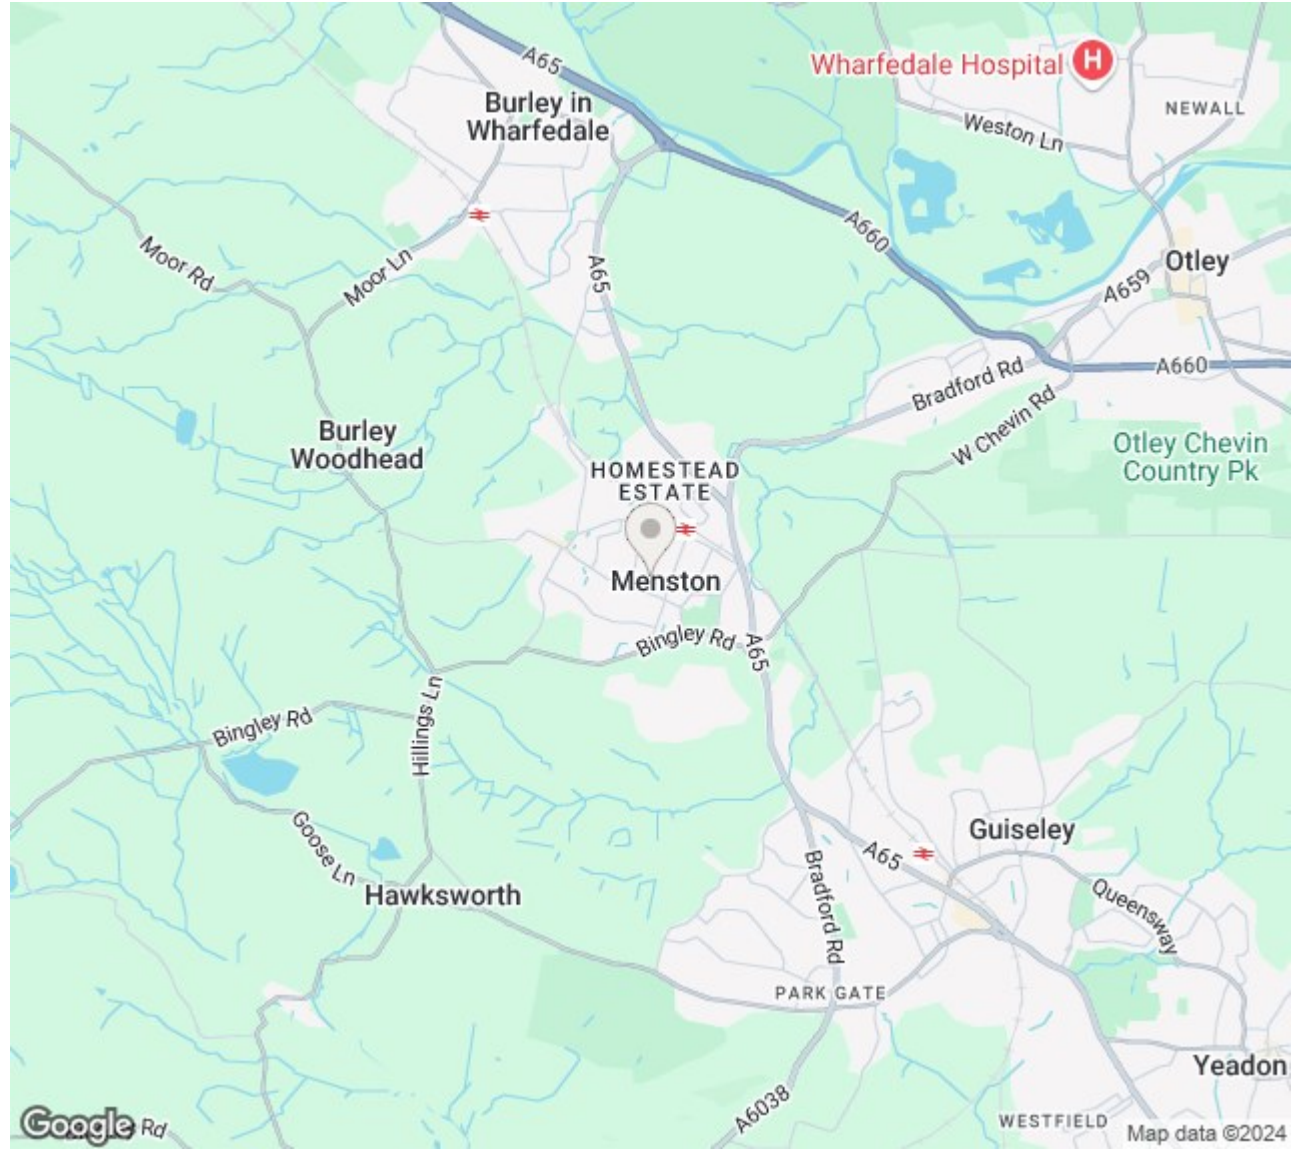 A65
Wharfedale Hospital
H
Burley in
Wharfedale
NEWALL
Weston Ln
Moor Rd
Moor Ln
A65
A660
Otley
A659
A660
Bradford Rd
W Chevin Rd
Burley
Woodhead
Otley Chevin
Country Pk
HOMESTEAD
ESTATE
Menston
Bingley Rd
A65
Hillings Ln
Bingley Rd
Goose Ln
Hawksworth
Guiseley
A65
Bradford Rd
Queensway
PARK GATE
Yeadon
A6038
WESTFIELD
Google
Rd
Map data ©2024